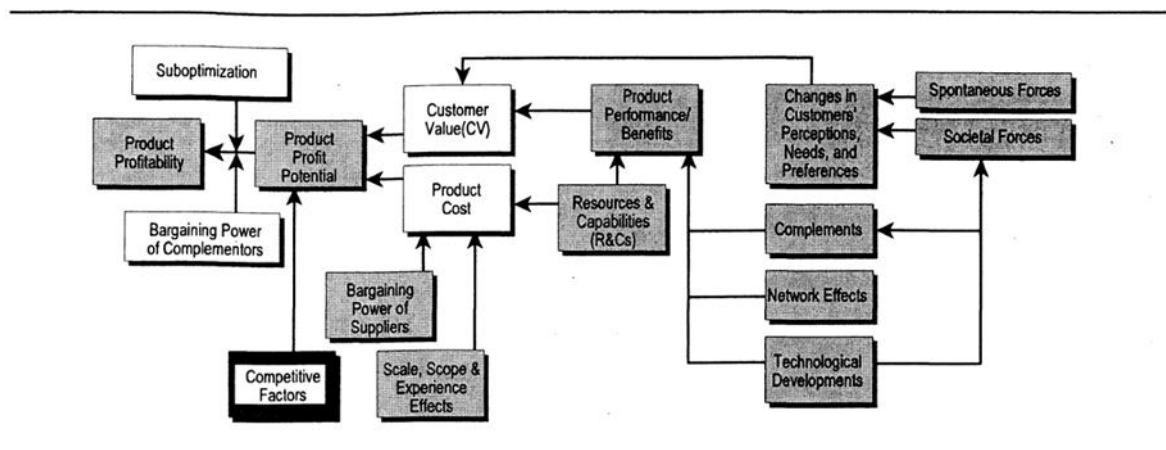 Suboptimization
Product
Profitability
Bargaining Power
of Complementors
Product
Profit
Potential
Competitive
Factors
Customer
Value(CV)
Product
Cost
Bargaining
Power of
Suppliers
Scale, Scope &
Experience
Effects
Product
Performance/
Benefits
Resources &
Capabilities
(R&Cs)
Changes in
Customers'
Perceptions,
Needs, and
Preferences
Complements
Network Effects
Technological
Developments
Spontaneous Forces
Societal Forces